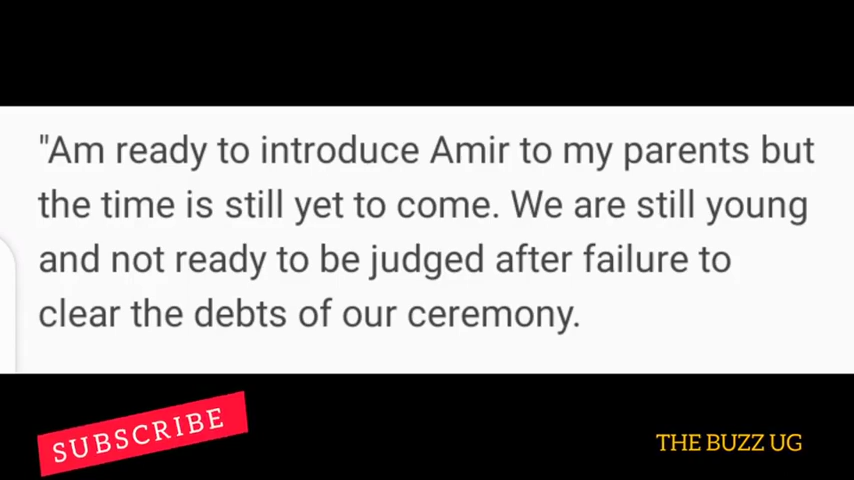 "Am ready to introduce Amir to my parents but
the time is still yet to come. We are still young
and not ready to be judged after failure to
clear the debts of our ceremony.
SUBSCRIBE
THE BUZZ UG